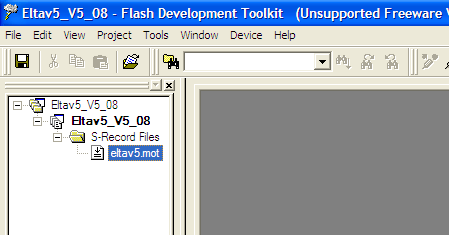 Eltav5_V5_08 - Flash Development Toolkit (Unsupported Freeware V
File Edit View Project Tools Window Device Help
Eltav5_V5_08
Eltav5_V5_08
S-Record Files
eltav5.mot